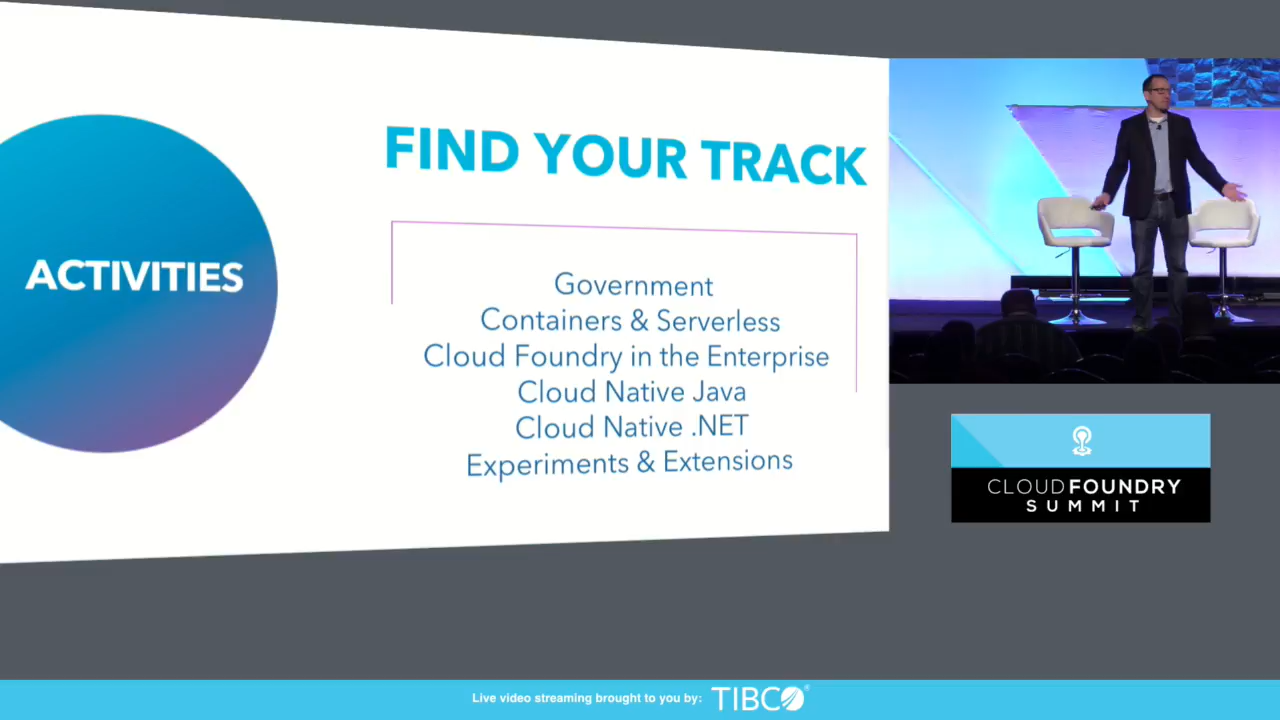 ACTIVITIES
FIND YOUR TRACK
Government
Containers & Serverless
Cloud Foundry in the Enterprise
Cloud Native Java
Cloud Native .NET
Experiments & Extensions
CLOUDFOUNDRY
SUMMIT
Live video streaming brought to you by: TIBCO®